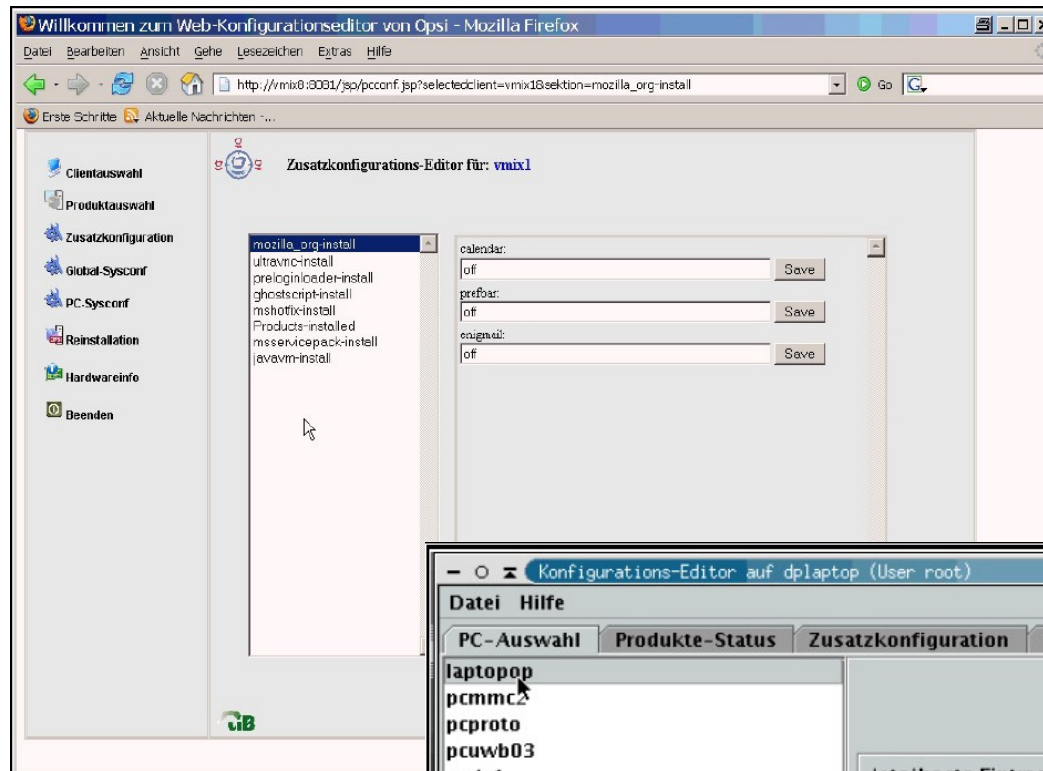 Willkommen zum Web-Konfigurationseditor von Opsi - Mozilla Firefox
Datei Bearbeiten Ansicht Gehe Lesezeichen Extras Hilfe
http://vmix8:8081/jsp/pcconf.jsp?selectedclient=vmix1&sektion=mozilla_org-install
Go
Erste Schritte Aktuelle Nachrichten -...
Clientauswahl
Produktauswahl
Zusatzkonfiguration
Global-Sysconf
PC-Sysconf
Reinstallation
Hardwareinfo
Beenden
Zusatzkonfigurations-Editor für: vmix1
mozilla_org-install
ultravnc-install
preloginloader-install
ghostscript-install
mshotfix-install
Products-installed
msservicepack-install
javavm-install
calendar:
off Save
prefbar:
off Save
enigmail:
off Save
uiB
Konfigurations-Editor auf dplaptop (User root)
Datei Hilfe
PC-Auswahl Produkte-Status Zusatzkonfiguration
laptopop
pcmmc2
pcproto
pcuwb03